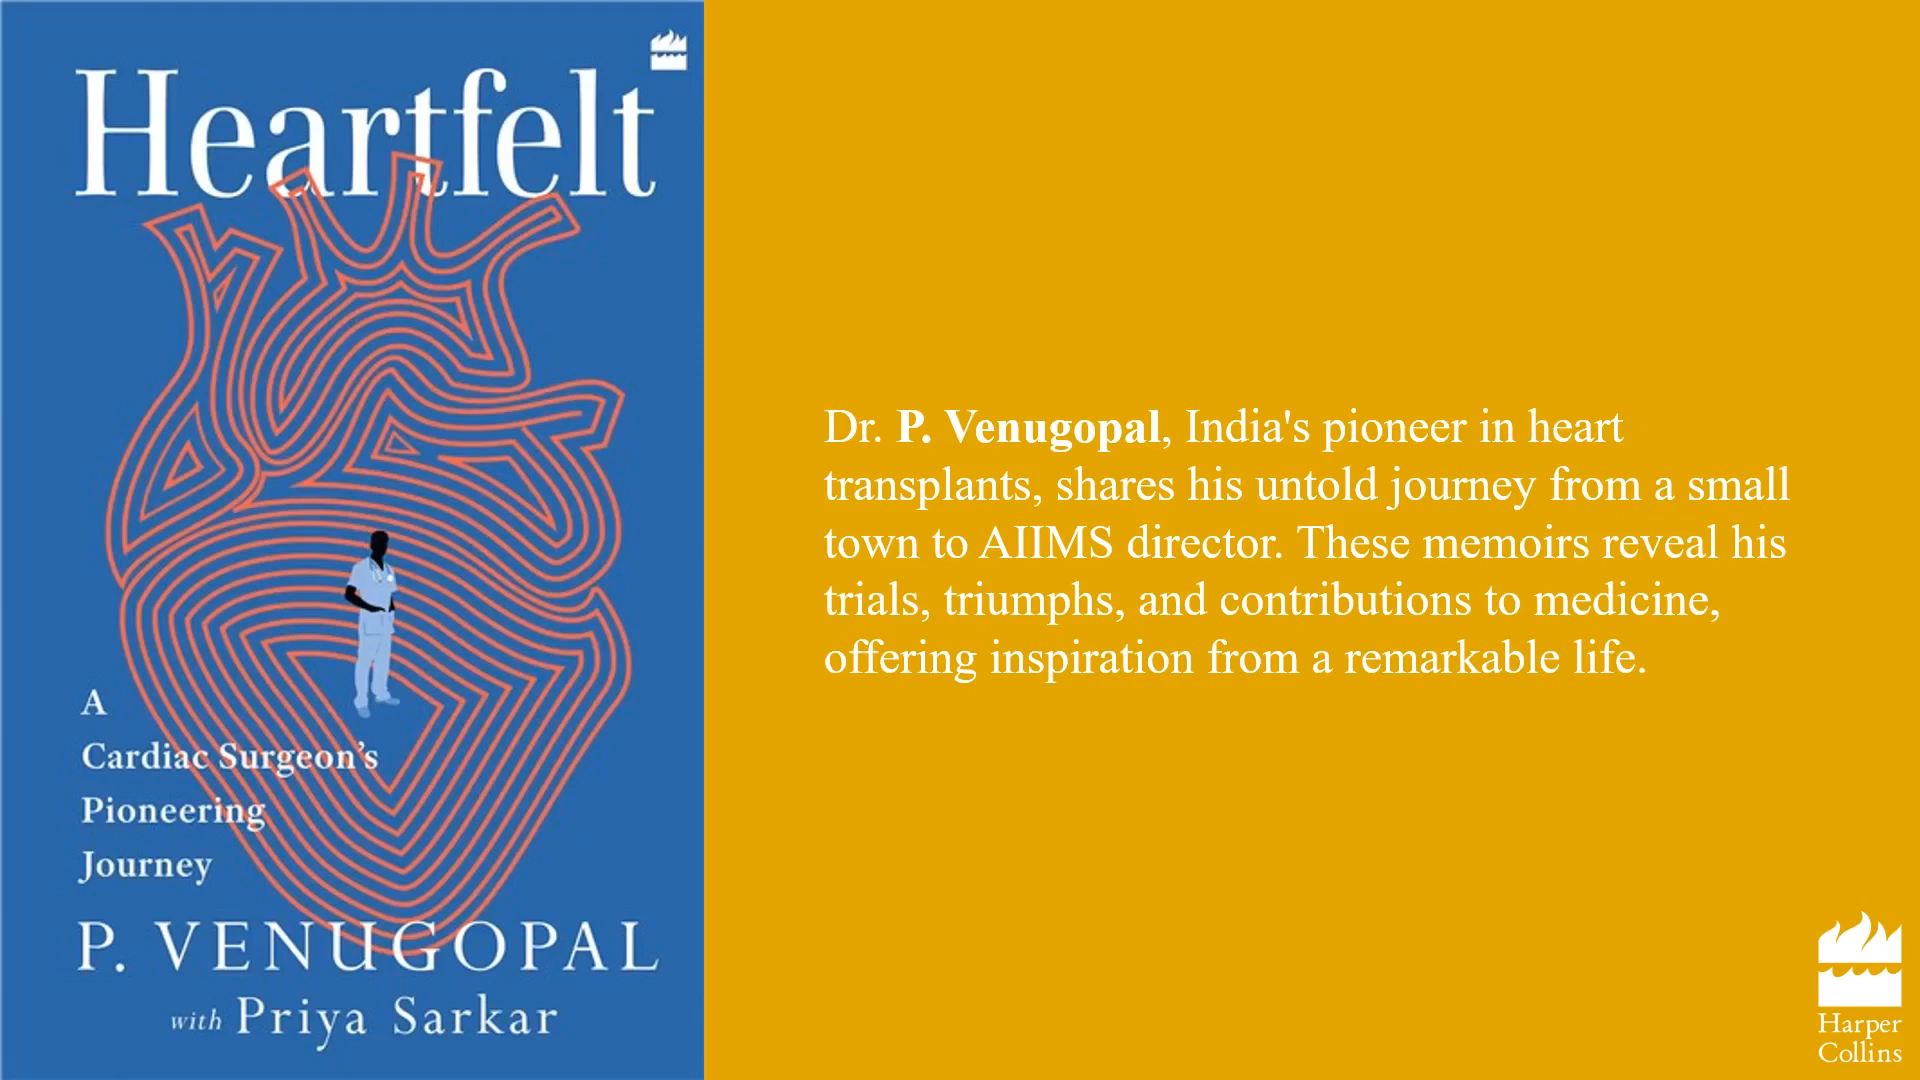 Heartfelt
A
Cardiac Surgeon’s
Pioneering
Journey
P. VENUGOPAL
with Priya Sarkar
Dr. P. Venugopal, India's pioneer in heart
transplants, shares his untold journey from a small
town to AIIMS director. These memoirs reveal his
trials, triumphs, and contributions to medicine,
offering inspiration from a remarkable life.
Harper
Collins